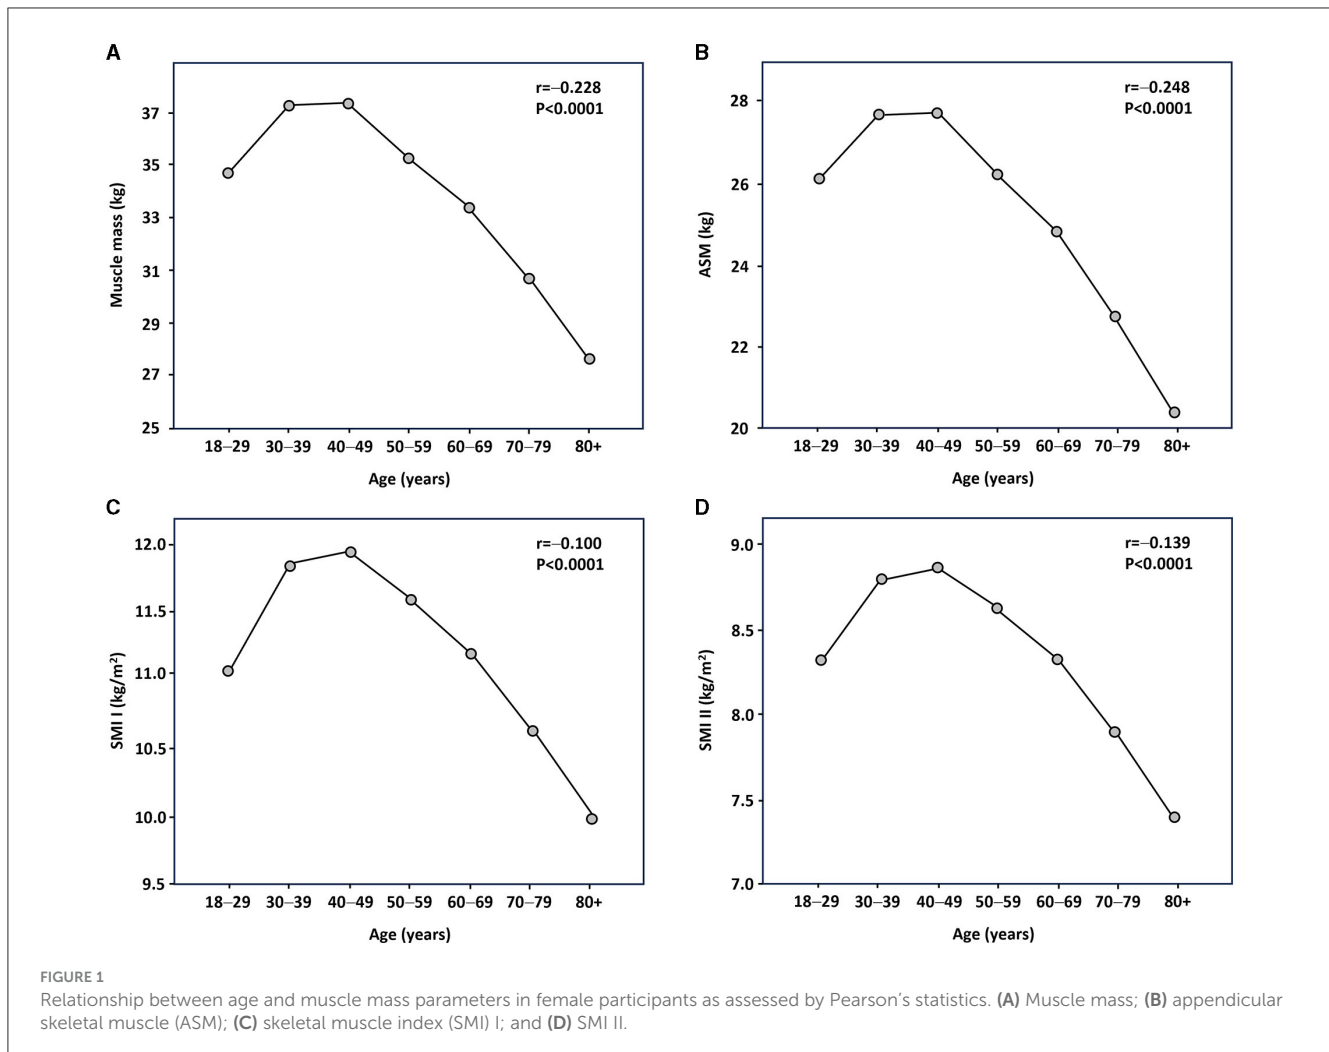 A
r=−0.228
P<0.0001
37
35
33
31
29
27
25
Muscle mass (kg)
18–29 30–39 40–49 50–59 60–69 70–79 80+
Age (years)
B
r=−0.248
P<0.0001
28
26
24
22
20
ASM (kg)
18–29 30–39 40–49 50–59 60–69 70–79 80+
Age (years)
C
r=−0.100
P<0.0001
12.0
11.5
11.0
10.5
10.0
9.5
SMI I (kg/m²)
18–29 30–39 40–49 50–59 60–69 70–79 80+
Age (years)
D
r=−0.139
P<0.0001
9.0
8.5
8.0
7.5
7.0
SMI II (kg/m²)
18–29 30–39 40–49 50–59 60–69 70–79 80+
Age (years)
FIGURE 1
Relationship between age and muscle mass parameters in female participants as assessed by Pearson's statistics. (A) Muscle mass; (B) appendicular
skeletal muscle (ASM); (C) skeletal muscle index (SMI) I; and (D) SMI II.